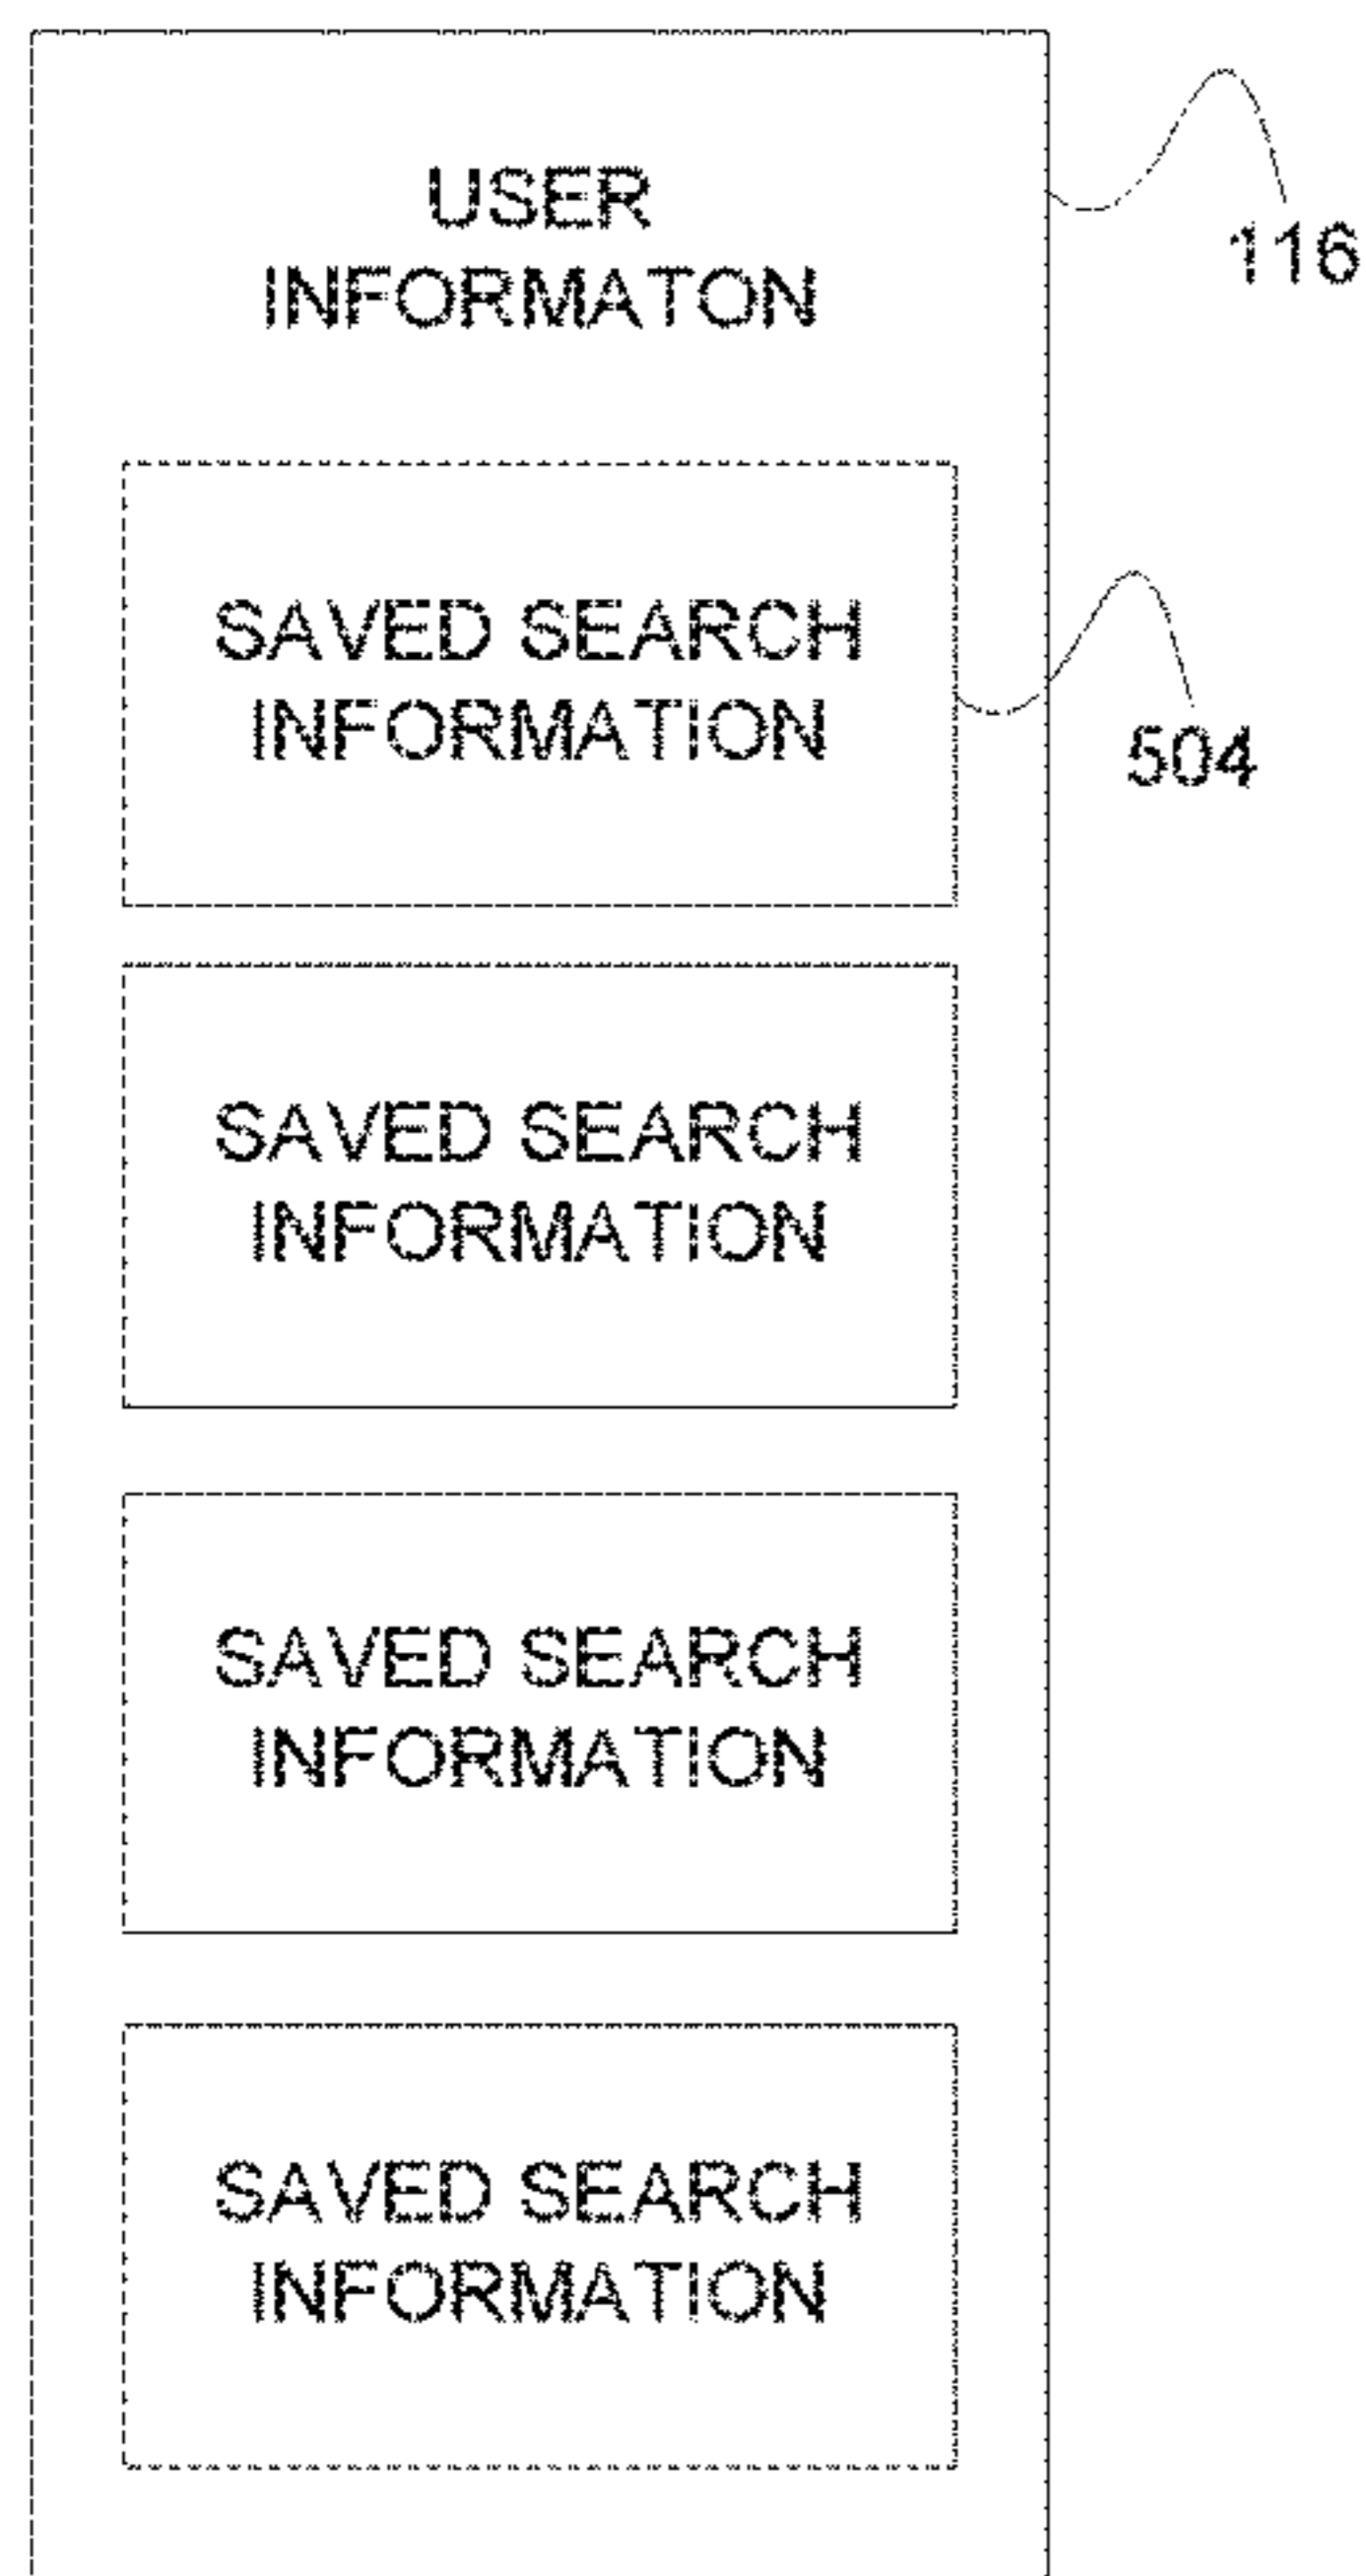 USER
INFORMATON
116
SAVED SEARCH
INFORMATION
504
SAVED SEARCH
INFORMATION
SAVED SEARCH
INFORMATION
SAVED SEARCH
INFORMATION